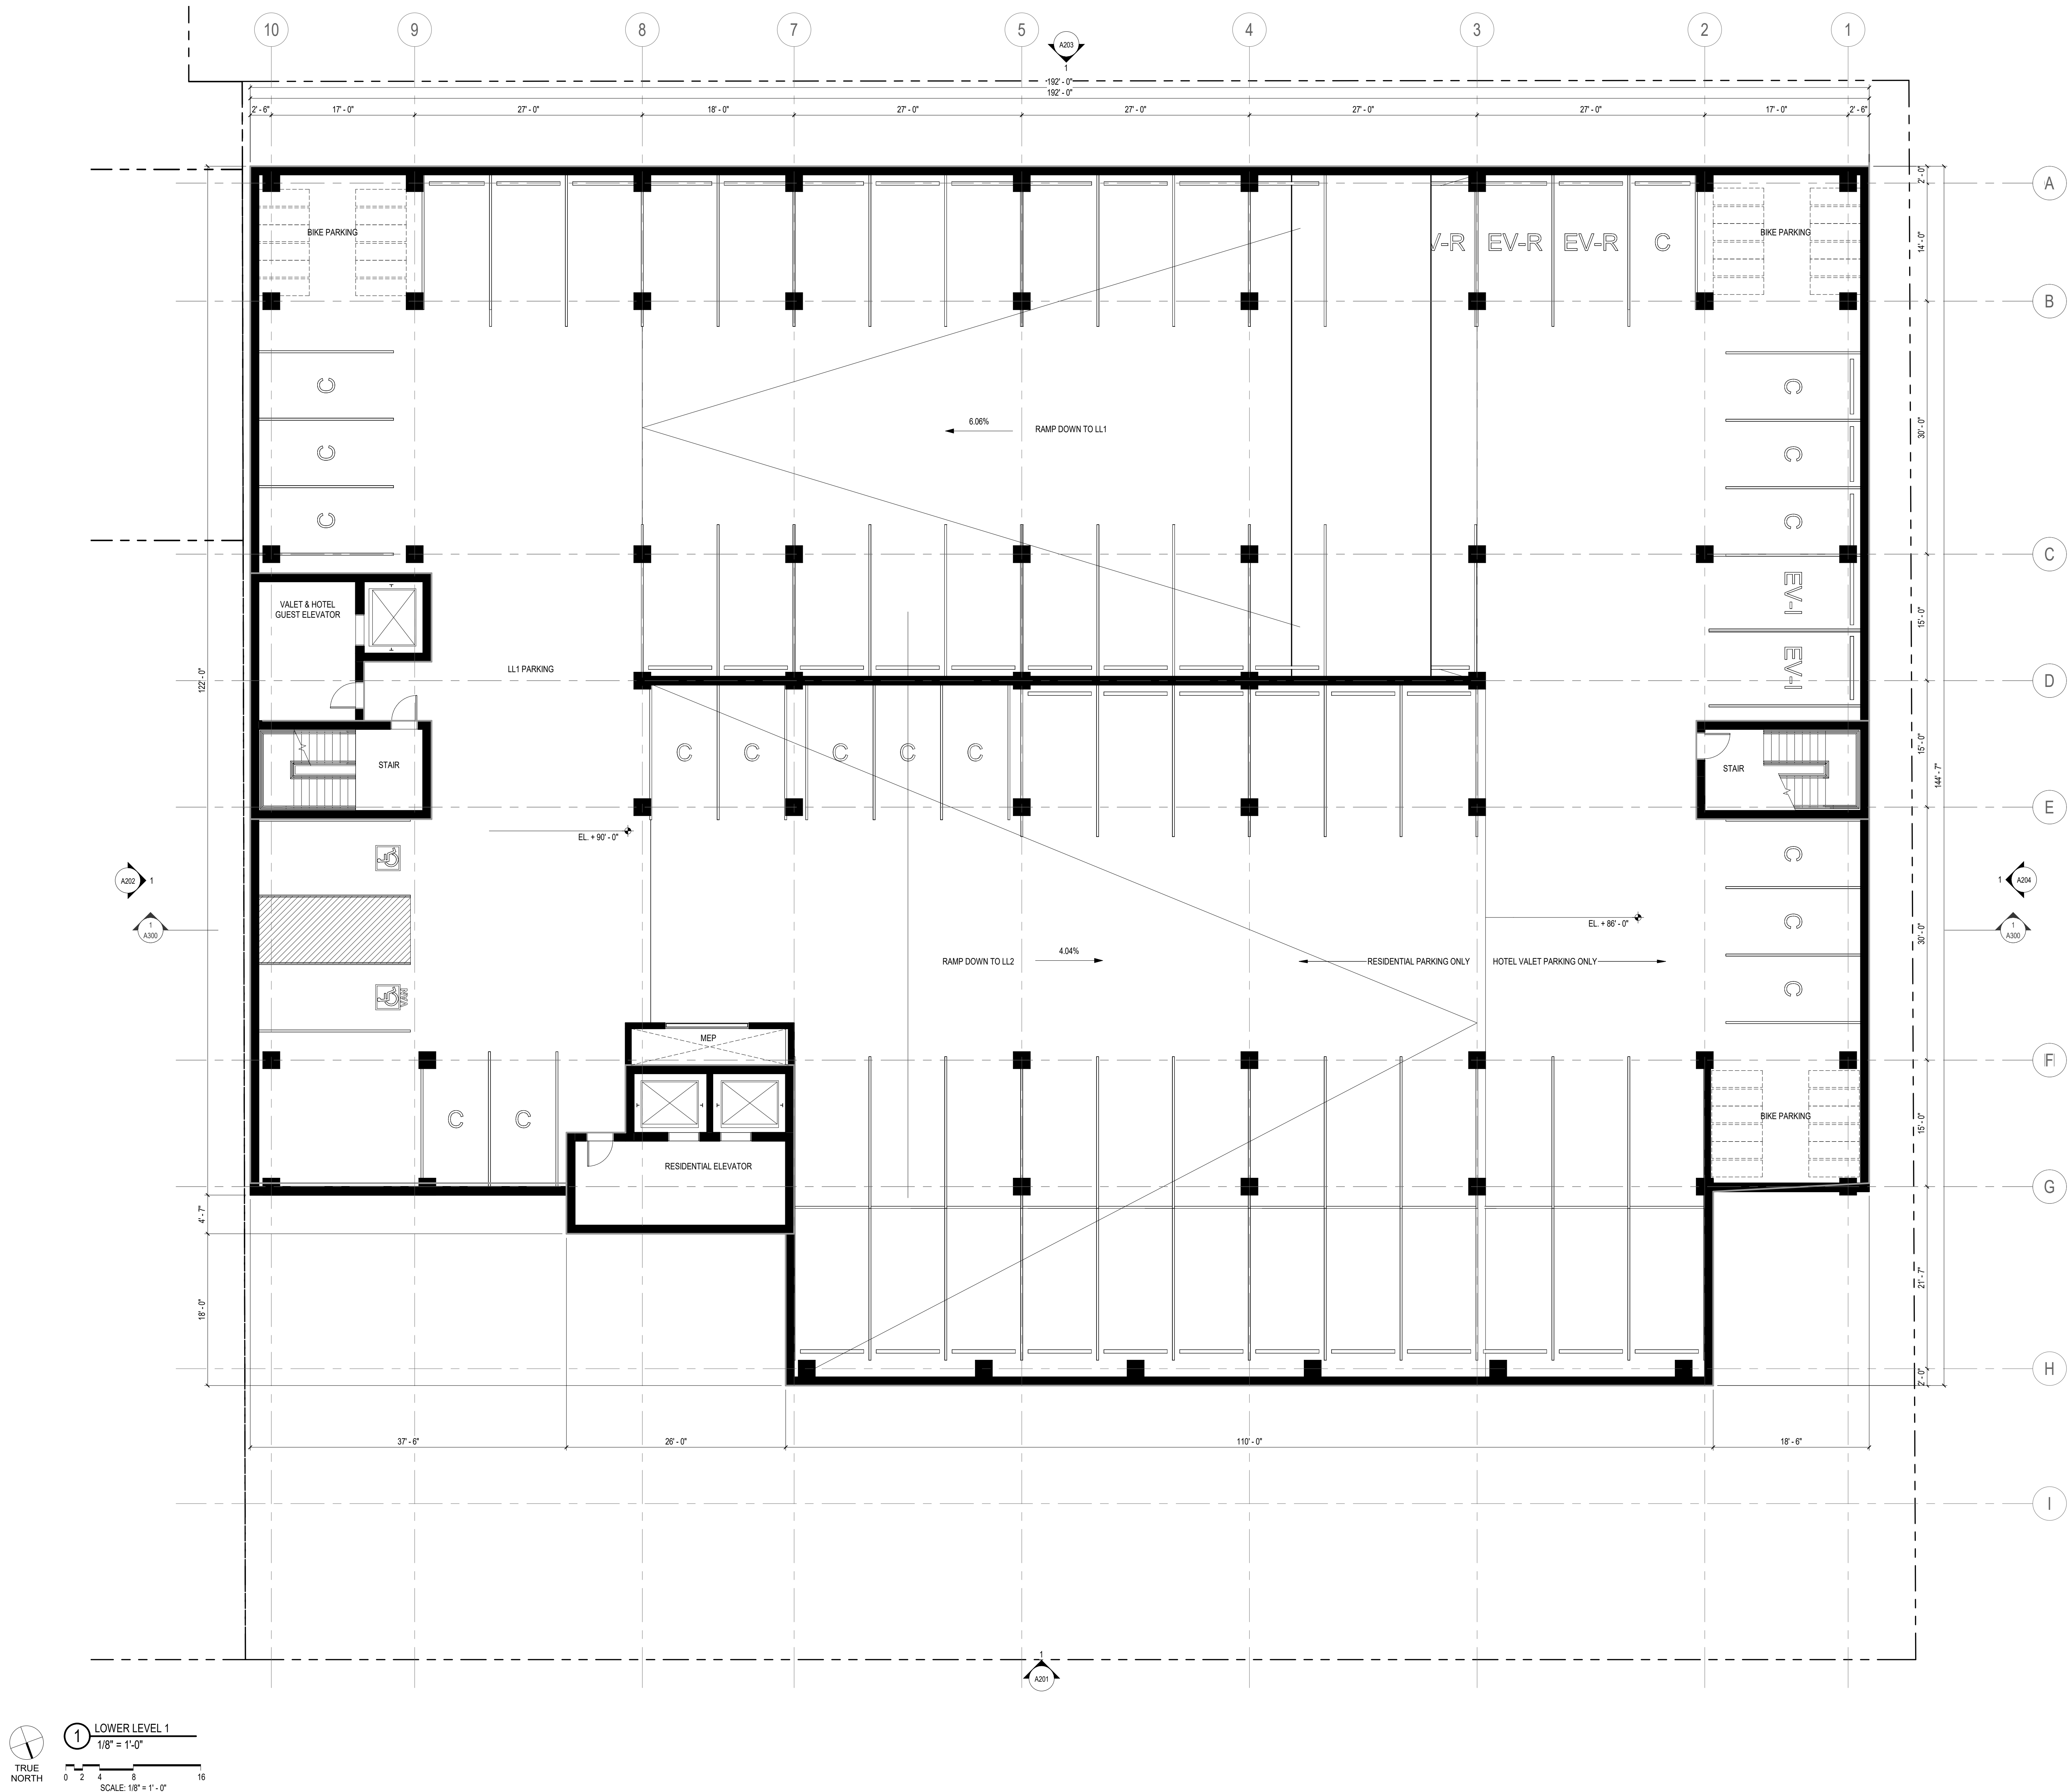 10 9 8 7 5 4 3 2 1
A203
1
192' - 0"
192' - 0"
2' - 6" 17' - 0" 27' - 0" 18' - 0" 27' - 0" 27' - 0" 27' - 0" 27' - 0" 17' - 0" 2' - 6"
2' - 0"
A
BIKE PARKING
BIKE PARKING
V-R EV-R EV-R C
14' - 0"
B
C
C
C
C
C
C
6.06%
RAMP DOWN TO LL1
30' - 0"
C
EV-I
EV-I
15' - 0"
VALET & HOTEL
GUEST ELEVATOR
LL1 PARKING
122' - 0"
D
C C C C C
STAIR
STAIR
15' - 0"
144' - 7"
E
EL. + 90' - 0"
C
C
C
VAN
A202
1
1
A300
1
A204
1
A300
EL. + 86' - 0"
30' - 0"
RAMP DOWN TO LL2
4.04%
RESIDENTIAL PARKING ONLY
HOTEL VALET PARKING ONLY
MEP
F
C C
BIKE PARKING
15' - 0"
RESIDENTIAL ELEVATOR
G
4' - 7"
18' - 0"
21' - 7"
H
2' - 0"
37' - 6" 26' - 0" 110' - 0" 18' - 6"
I
1
A201
TRUE
NORTH
1
LOWER LEVEL 1
1/8" = 1'-0"
0 2 4 8 16
SCALE: 1/8" = 1' - 0"